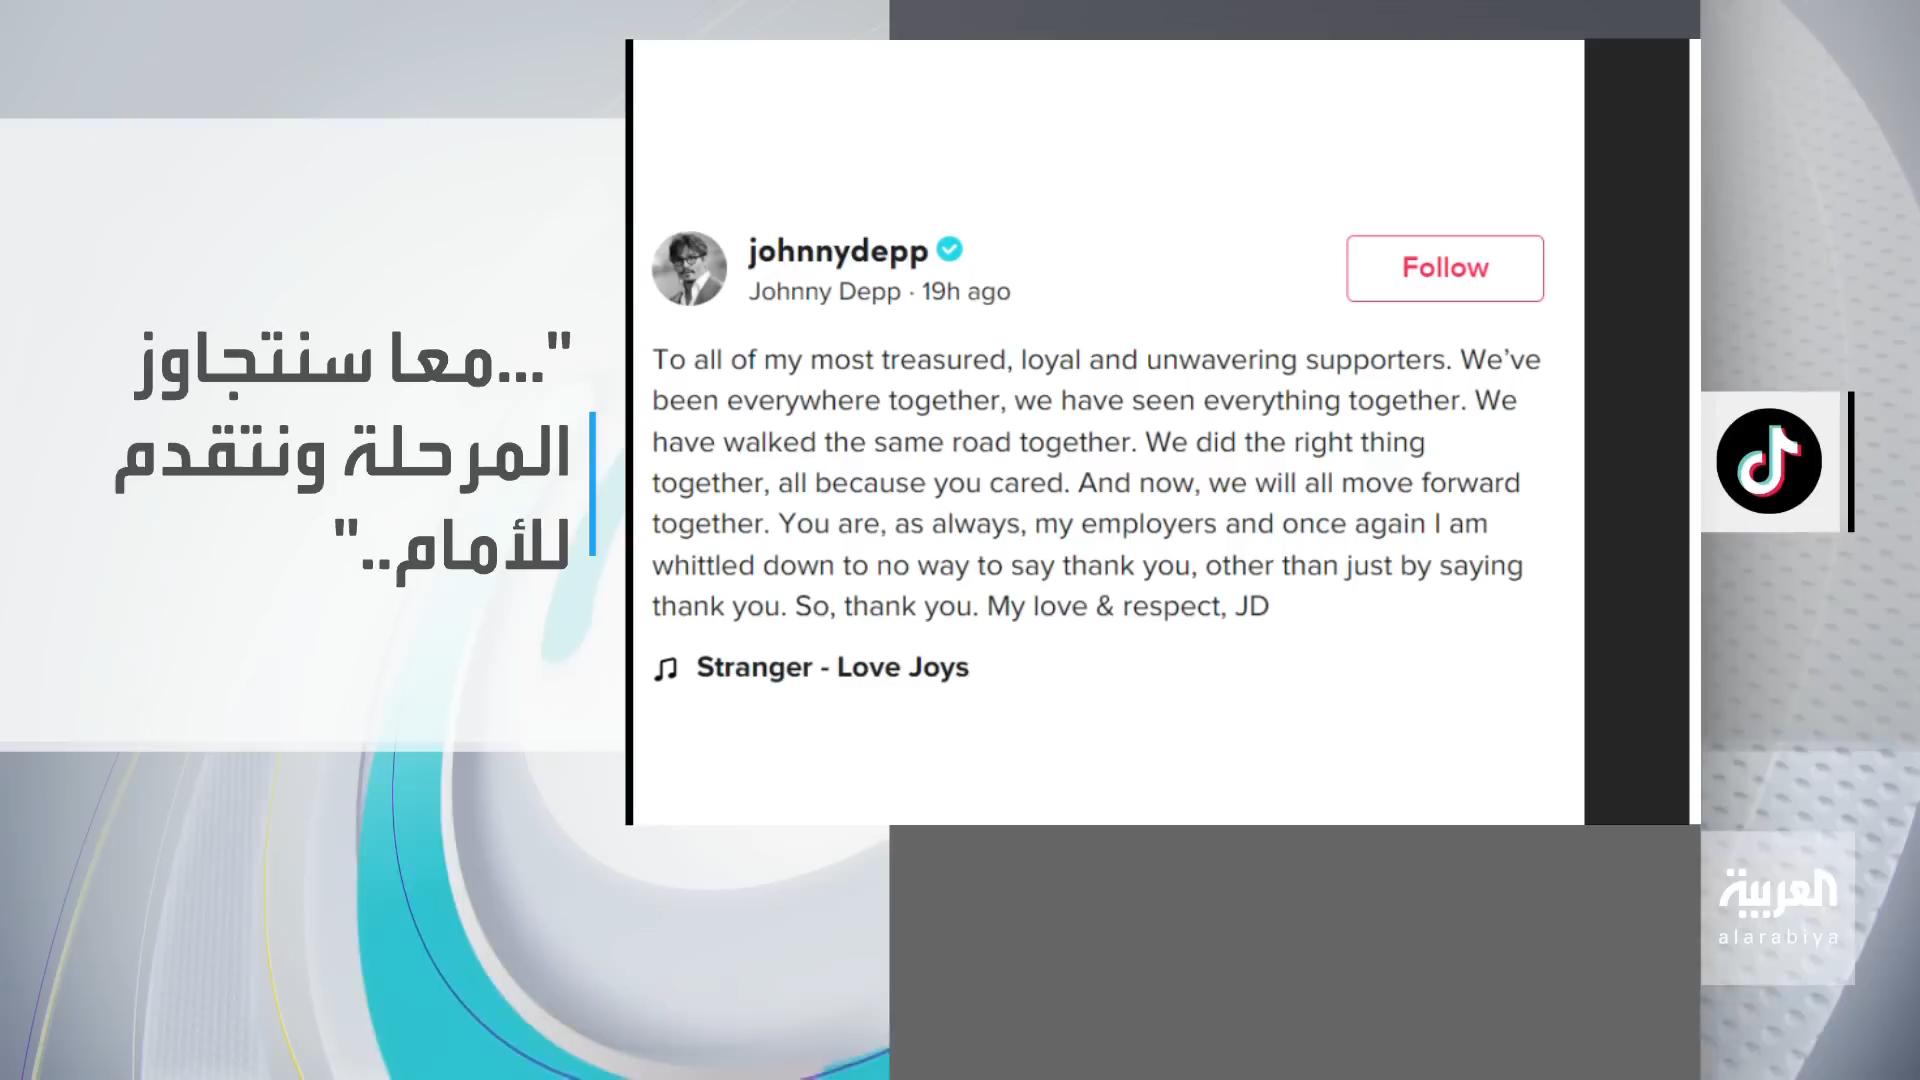 "...معا سنتجاوز
المرحلة ونتقدم
للأمام.."
johnnydepp
Johnny Depp · 19h ago
Follow
To all of my most treasured, loyal and unwavering supporters. We've
been everywhere together, we have seen everything together. We
have walked the same road together. We did the right thing
together, all because you cared. And now, we will all move forward
together. You are, as always, my employers and once again I am
whittled down to no way to say thank you, other than just by saying
thank you. So, thank you. My love & respect, JD
Stranger - Love Joys
العربية
alarabiya